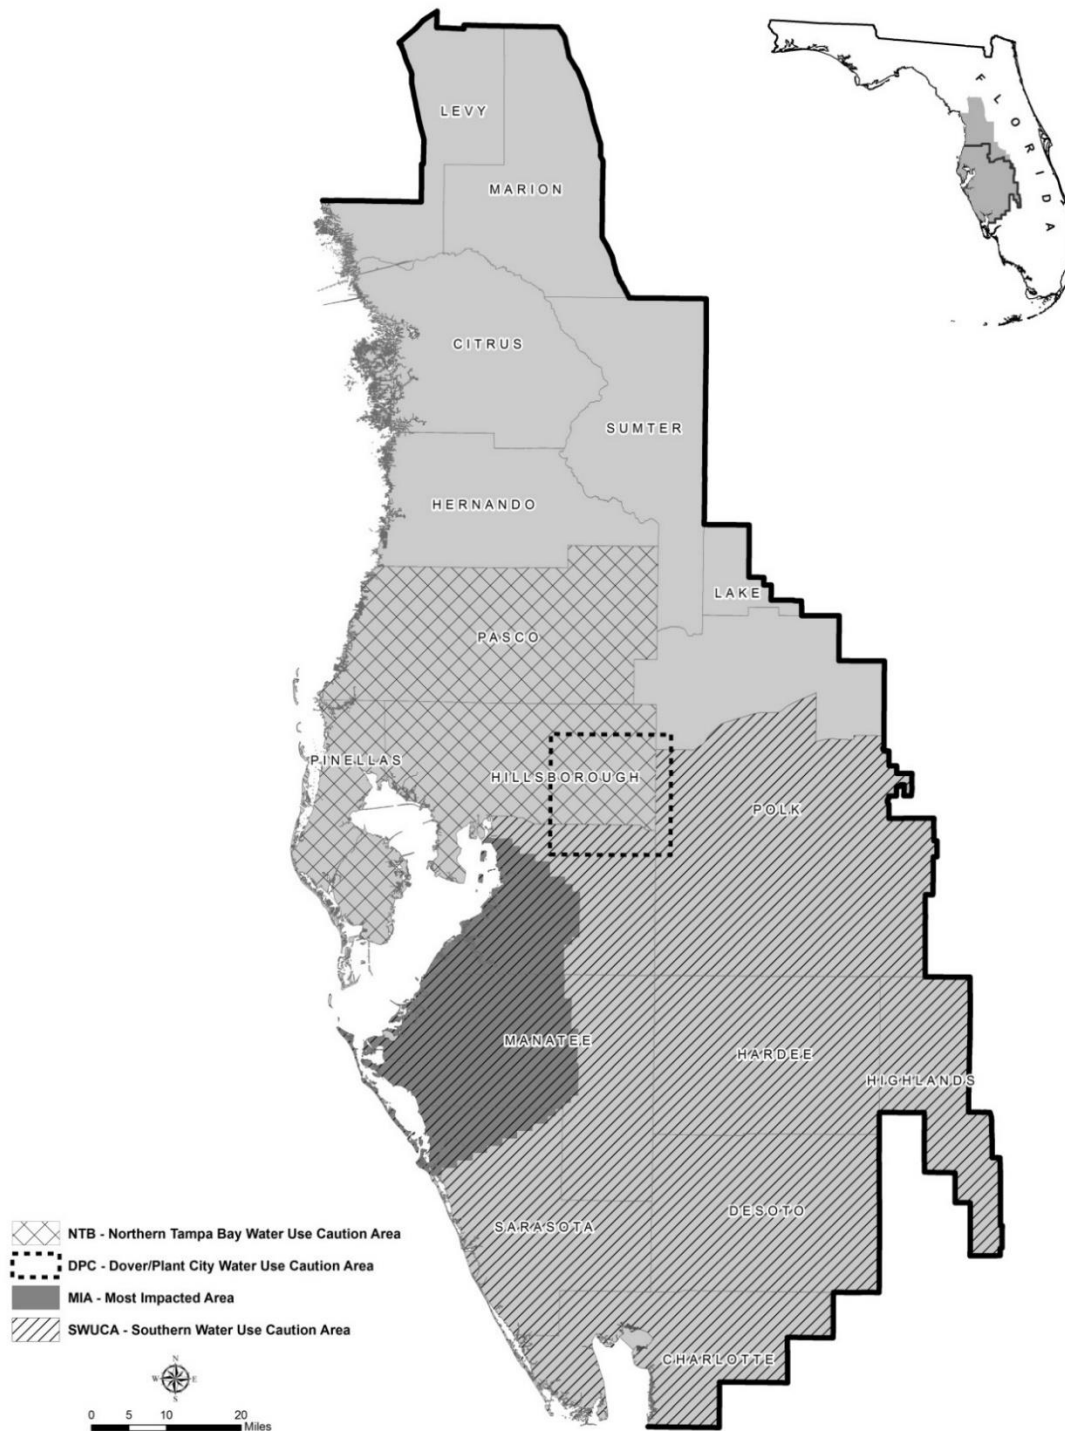 FLORIDA
LEVY
MARION
CITRUS
SUMTER
HERNANDO
LAKE
PASCO
PINELLAS
HILLSBOROUGH
POLK
MANATEE
HARDEE
HIGHLANDS
SARASOTA
DESOTO
CHARLOTTE
NTB - Northern Tampa Bay Water Use Caution Area
DPC - Dover/Plant City Water Use Caution Area
MIA - Most Impacted Area
SWUCA - Southern Water Use Caution Area
N
W E
S
0 5 10 20
Miles